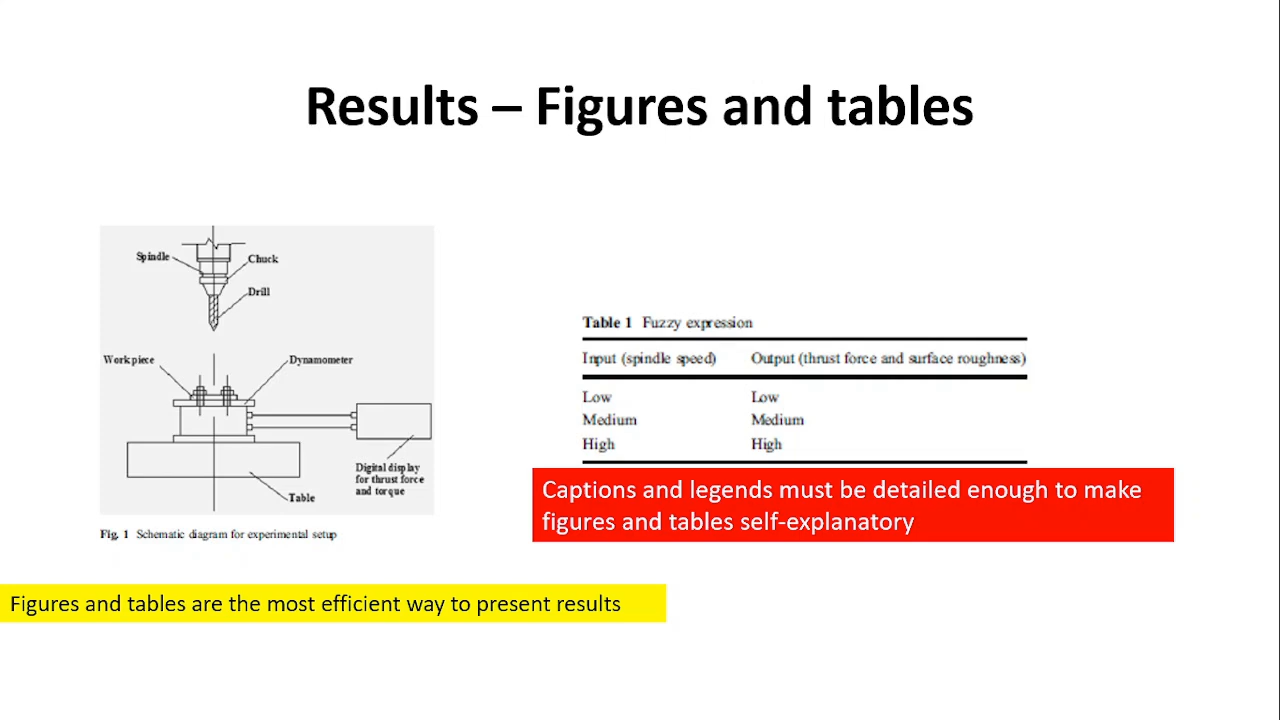 Results – Figures and tables
Spindle
Chuck
Drill
Work piece
Dynamometer
Digital display
for thrust force
and torque
Table
Fig. 1 Schematic diagram for experimental setup
Table 1 Fuzzy expression
Input (spindle speed) Output (thrust force and surface roughness)
Low Low
Medium Medium
High High
Captions and legends must be detailed enough to make
figures and tables self-explanatory
Figures and tables are the most efficient way to present results